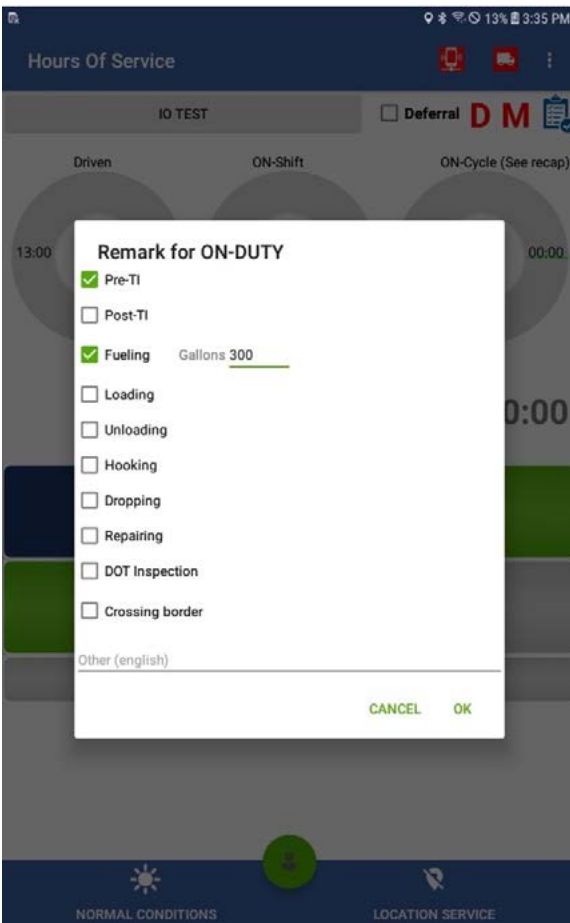 13% 3:35 PM
Hours Of Service
IO TEST
Deferral D M
Driven ON-Shift ON-Cycle (See recap)
13:00 00:00
Remark for ON-DUTY
Pre-TI
Post-TI
Fueling Gallons 300
Loading
Unloading
Hooking
Dropping
Repairing
DOT Inspection
Crossing border
Other (english)
CANCEL OK
NORMAL CONDITIONS LOCATION SERVICE